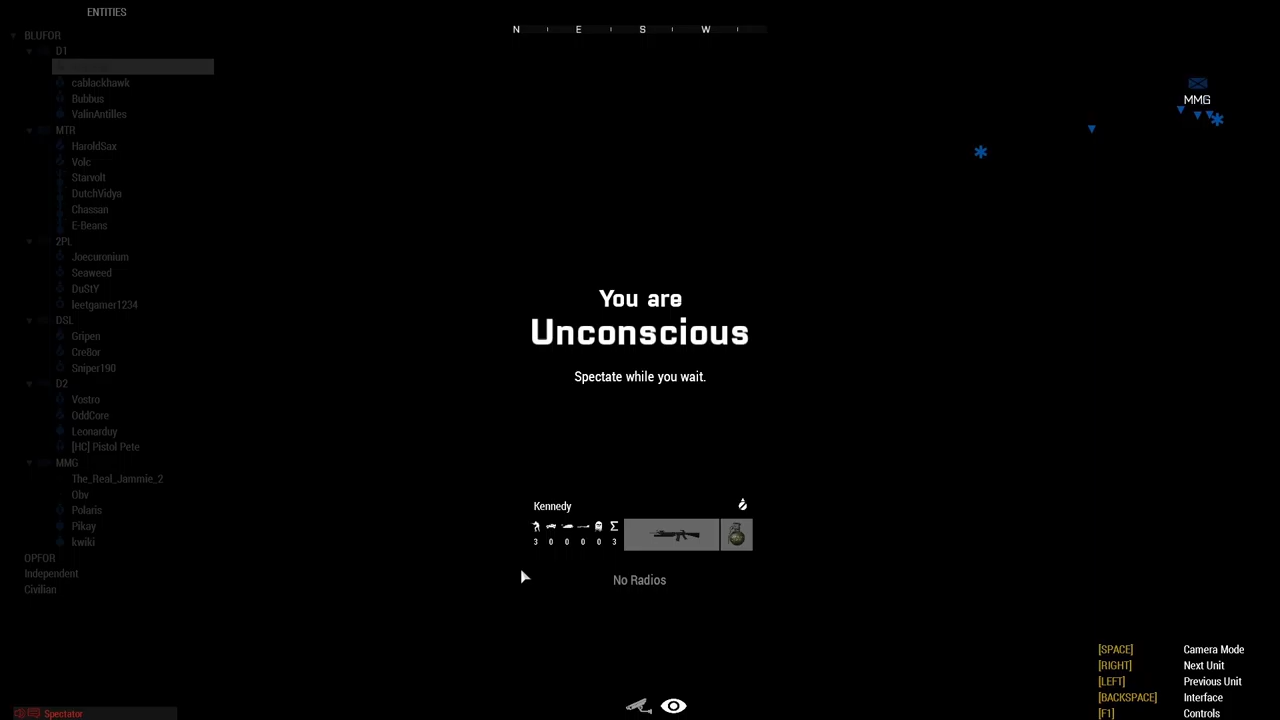 ENTITIES
N E S W
BLUFOR
D1
cablackhawk
Bubbus
ValinAntilles
MTR
HaroldSax
Volc
Starvolt
DutchVidya
Chassan
E-Beans
2PL
Joecuronium
Seaweed
DuStY
leetgamer1234
DSL
Gripen
Cre8or
Sniper190
D2
Vostro
OddCore
Leonarduy
[HC] Pistol Pete
MMG
The_Real_Jammie_2
Obv
Polaris
Pikay
kwiki
OPFOR
Independent
Civilian
MMG
You are
Unconscious
Spectate while you wait.
Kennedy
3 0 0 0 0 3
No Radios
[SPACE] Camera Mode
[RIGHT] Next Unit
[LEFT] Previous Unit
[BACKSPACE] Interface
[F1] Controls
Spectator